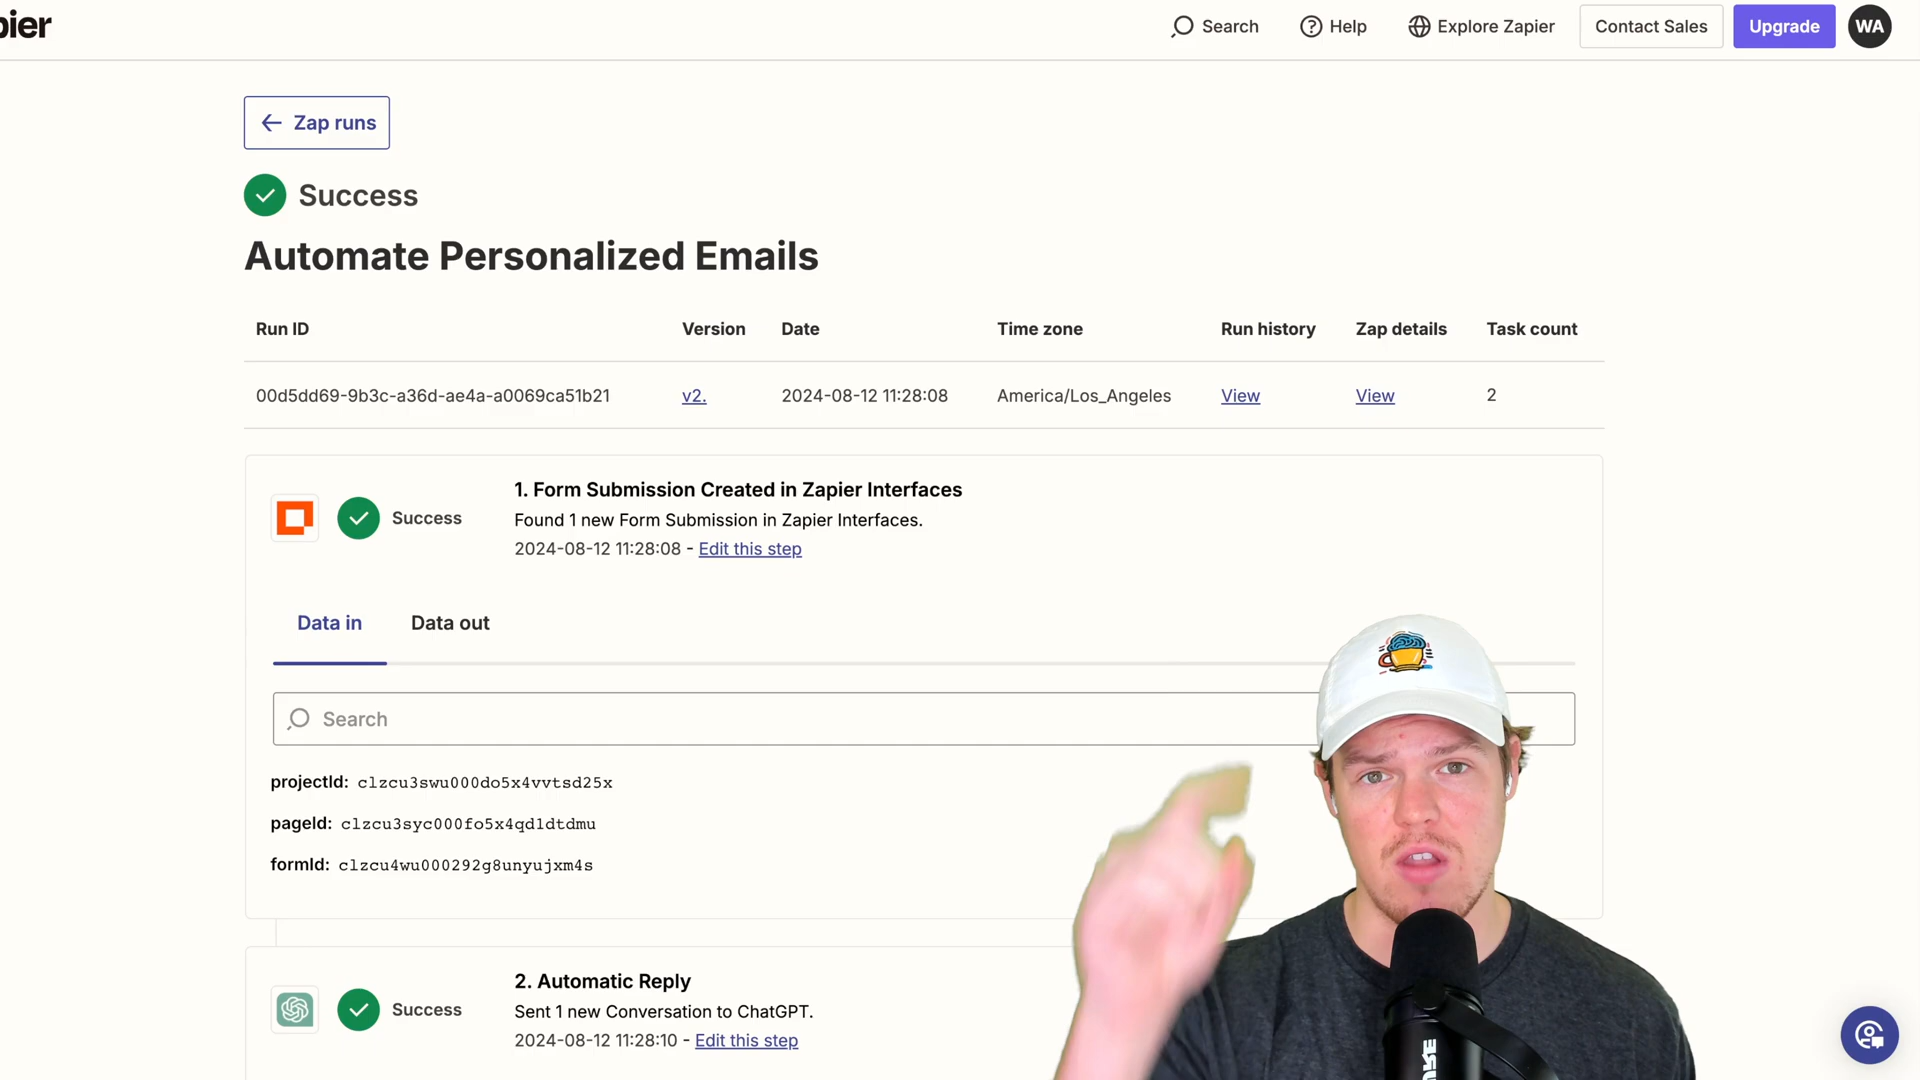 pier
Search
Help
Explore Zapier
Contact Sales
Upgrade
WA
Zap runs
Success
Automate Personalized Emails
Run ID Version Date Time zone Run history Zap details Task count
00d5dd69-9b3c-a36d-ae4a-a0069ca51b21 v2. 2024-08-12 11:28:08 America/Los_Angeles View View 2
Success
1. Form Submission Created in Zapier Interfaces
Found 1 new Form Submission in Zapier Interfaces.
2024-08-12 11:28:08 - Edit this step
Data in Data out
Search
projectId: clzcu3swu000do5x4vvtsd25x
pageId: clzcu3syc000fo5x4qd1dtdmu
formId: clzcu4wu000292g8unyujxm4s
Success
2. Automatic Reply
Sent 1 new Conversation to ChatGPT.
2024-08-12 11:28:10 - Edit this step